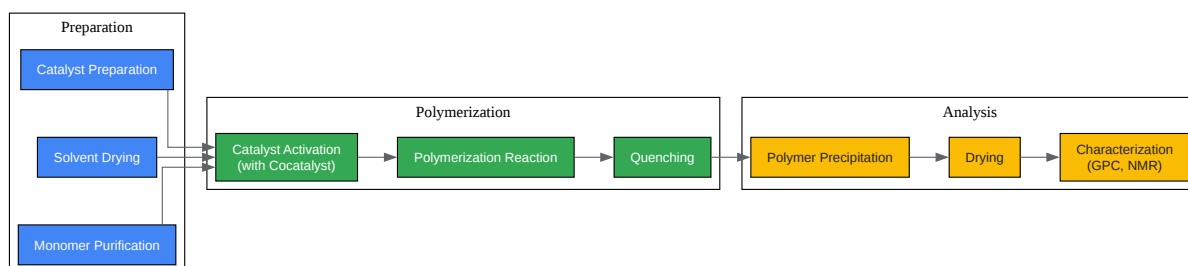 Preparation
Catalyst Preparation
Solvent Drying
Monomer Purification
Polymerization
Catalyst Activation
(with Cocatalyst)
Polymerization Reaction
Quenching
Analysis
Polymer Precipitation
Drying
Characterization
(GPC, NMR)